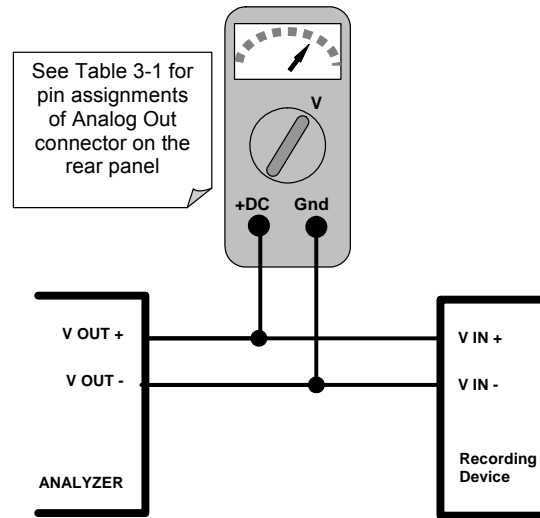 See Table 3-1 for
pin assignments
of Analog Out
connector on the
rear panel
V
+DC Gnd
V OUT +
V OUT -
ANALYZER
V IN +
V IN -
Recording
Device